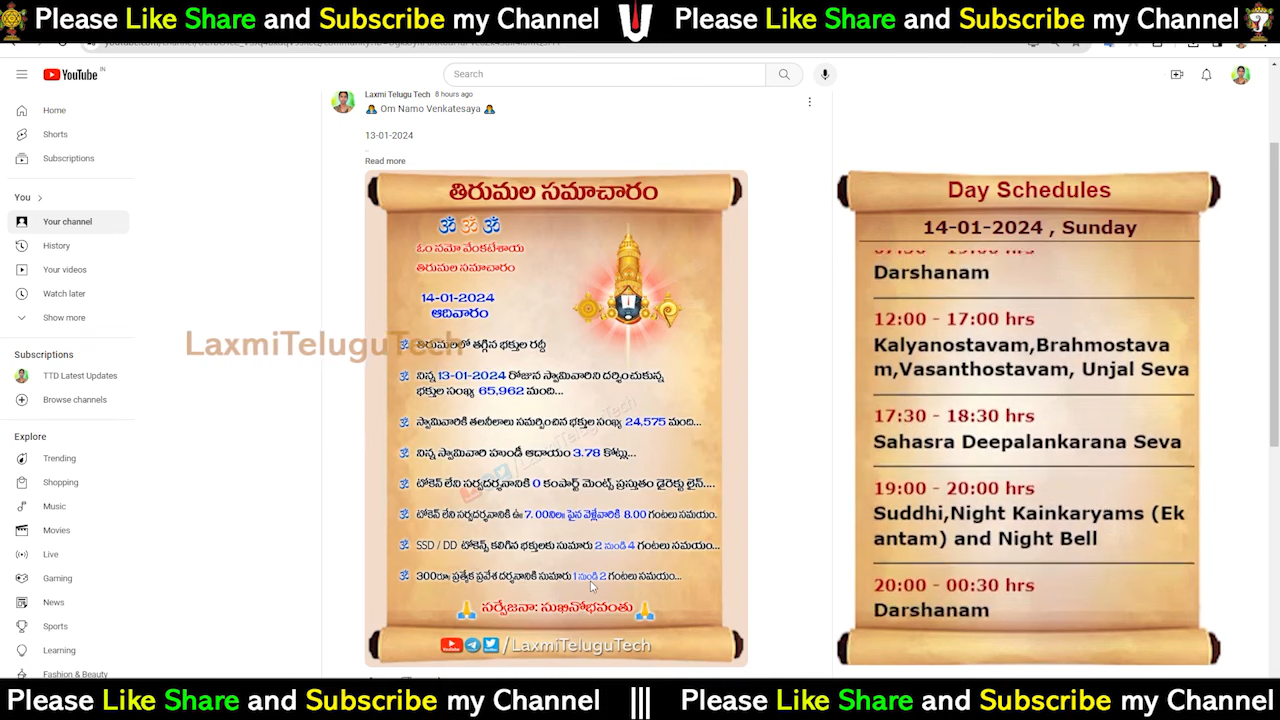 Please Like Share and Subscribe my Channel Please Like Share and Subscribe my Channel
YouTube IN
Search
Home
Shorts
Subscriptions
You
Your channel
History
Your videos
Watch later
Show more
Subscriptions
TTD Latest Updates
Browse channels
Explore
Trending
Shopping
Music
Movies
Live
Gaming
News
Sports
Learning
Fashion & Beauty
Laxmi Telugu Tech 8 hours ago
Om Namo Venkatesaya
13-01-2024
Read more
తిరుమల సమాచారం
ॐ ॐ ॐ
ఓం నమో వేంకటేశాయ
తిరుమల సమాచారం
14-01-2024
ఆదివారం
LaxmiTeluguTech
ॐ తిరుమలలో తగ్గిన భక్తుల రద్దీ
ॐ నిన్న 13-01-2024 రోజున స్వామివారిని దర్శించుకున్న
భక్తుల సంఖ్య 65,962 మంది...
ॐ స్వామివారికి తలనీలాలు సమర్పించిన భక్తుల సంఖ్య 24,575 మంది...
ॐ నిన్న స్వామివారి హుండీ ఆదాయం 3.78 కోట్లు...
ॐ టోకెన్ లేని సర్వదర్శనానికి 0 కంపార్ట్ మెంట్స్ ప్రస్తుతం డైరెక్టు లైన్....
ॐ టోకెన్ లేని సర్వదర్శనానికి ఉ॥ 7. 00నిల॥ పైన వెళ్లేవారికి 8.00 గంటలు సమయం.
ॐ SSD / DD టోకెన్స్ కలిగిన భక్తులకు సుమారు 2 నుండి 4 గంటలు సమయం...
ॐ 300రూ॥ ప్రత్యేక ప్రవేశ దర్శనానికి సుమారు 1 నుండి 2 గంటలు సమయం...
సర్వేజనా: సుఖినోభవంతు
YouTube / LaxmiTeluguTech
Day Schedules
14-01-2024 , Sunday
Darshanam
12:00 - 17:00 hrs
Kalyanostavam,Brahmostava
m,Vasanthostavam, Unjal Seva
17:30 - 18:30 hrs
Sahasra Deepalankarana Seva
19:00 - 20:00 hrs
Suddhi,Night Kainkaryams (Ek
antam) and Night Bell
20:00 - 00:30 hrs
Darshanam
Please Like Share and Subscribe my Channel ||| Please Like Share and Subscribe my Channel